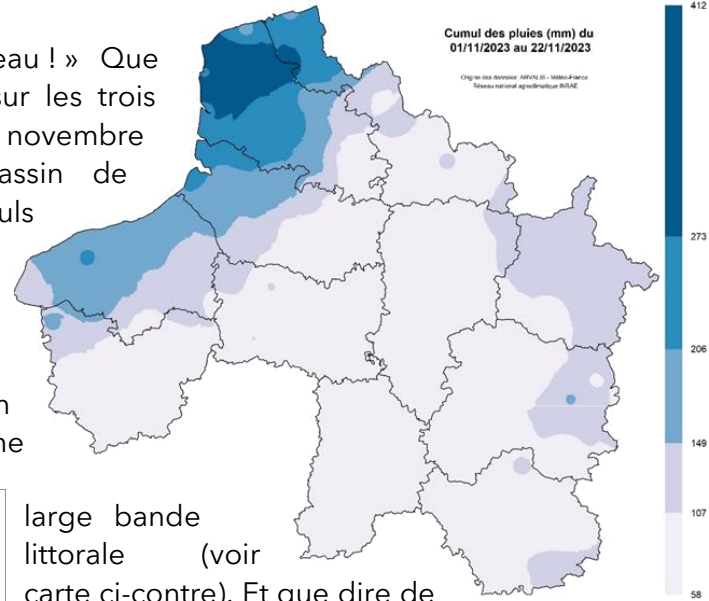 eau ! » Que
sur les trois
novembre
assin de
uls
n
ne
large bande
littorale (voir
carte ci-contre). Et que dire de
Cumul des pluies (mm) du
01/11/2023 au 22/11/2023
Origine des données: ARVALIS - Météo-France
Réseau national agroclimatique INRAE
412
273
206
149
107
58